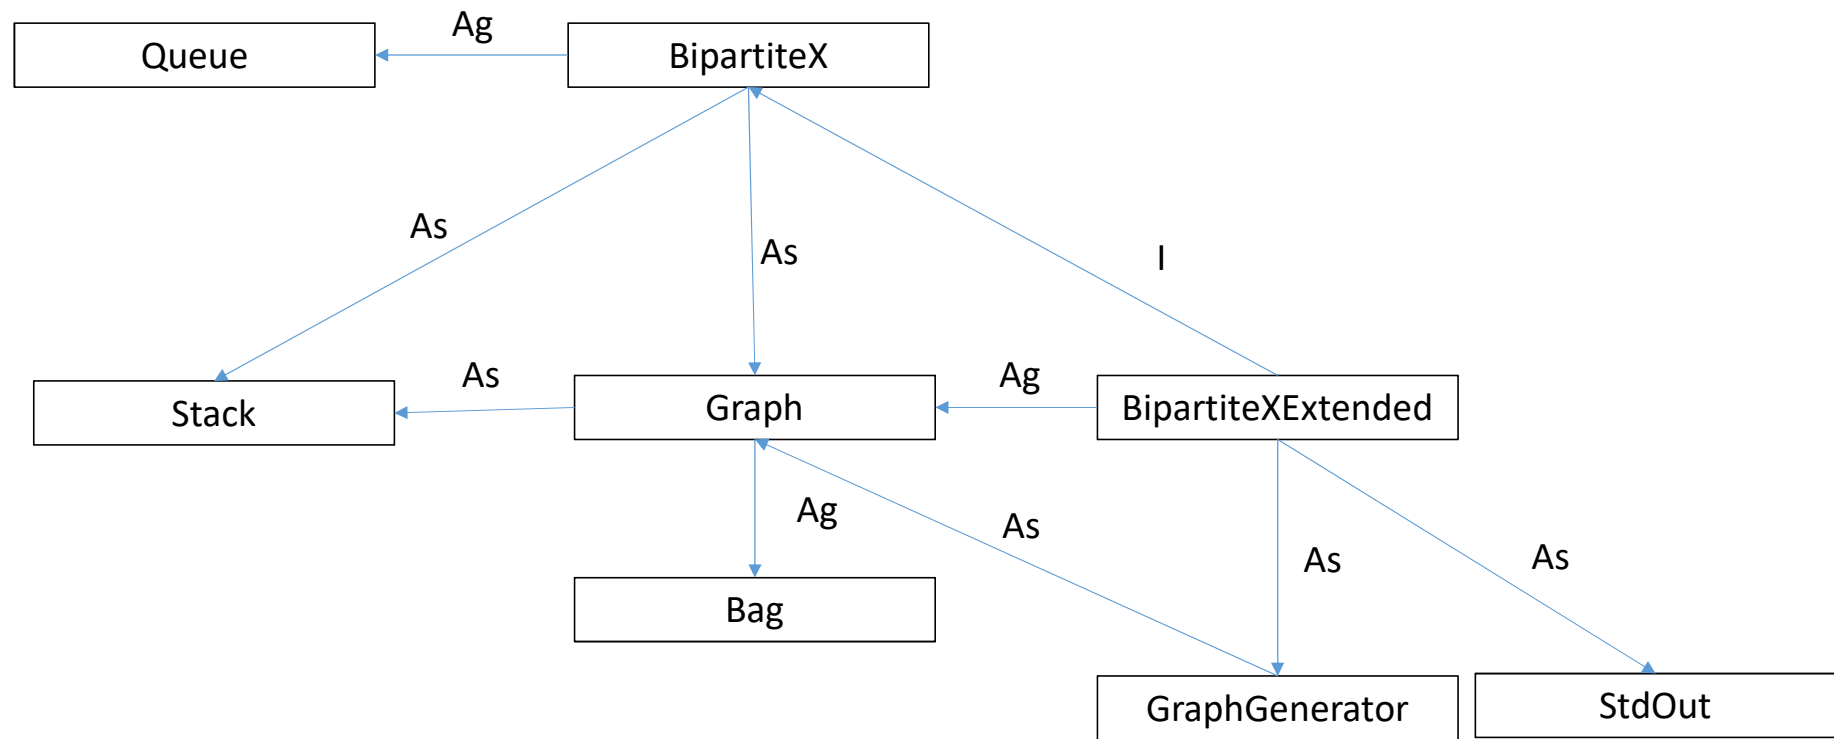 Ag
Queue
BipartiteX
As
As
I
As
Ag
Stack
Graph
BipartiteXExtended
Ag
As
As
As
Bag
GraphGenerator
StdOut